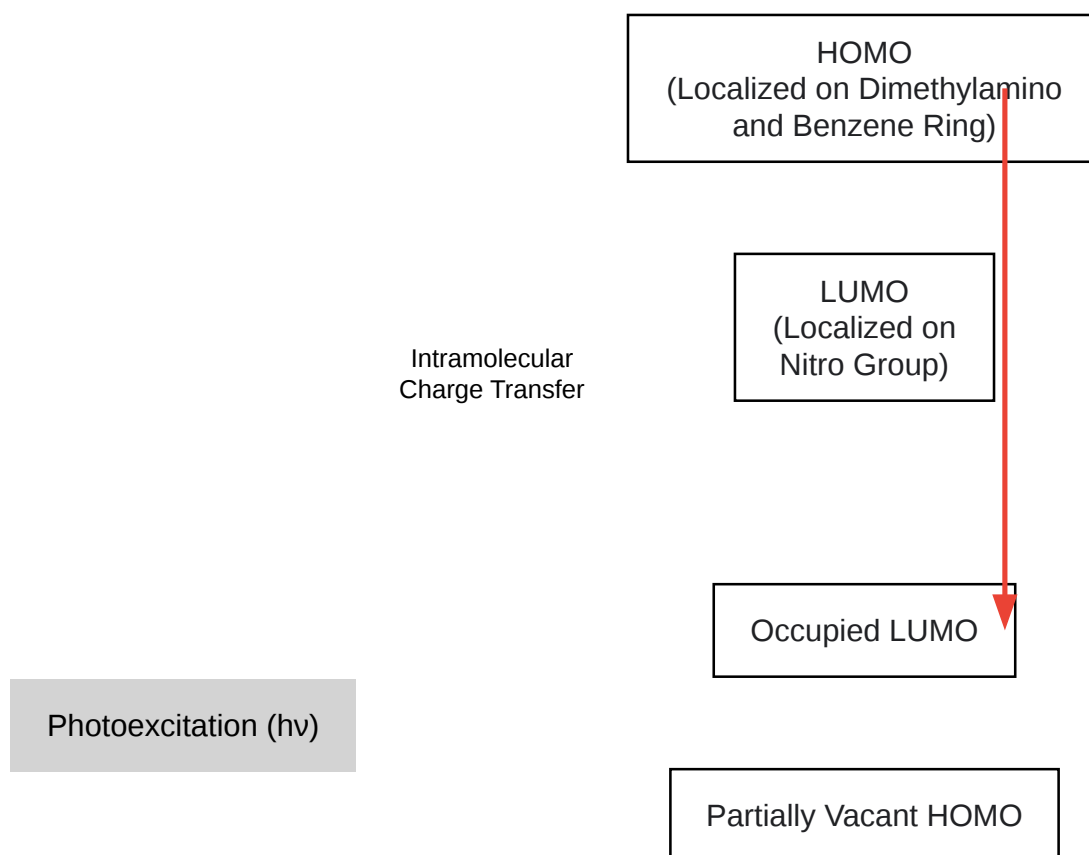 HOMO
(Localized on Dimethylamino
and Benzene Ring)
LUMO
(Localized on
Nitro Group)
Intramolecular
Charge Transfer
Occupied LUMO
Photoexcitation (hν)
Partially Vacant HOMO